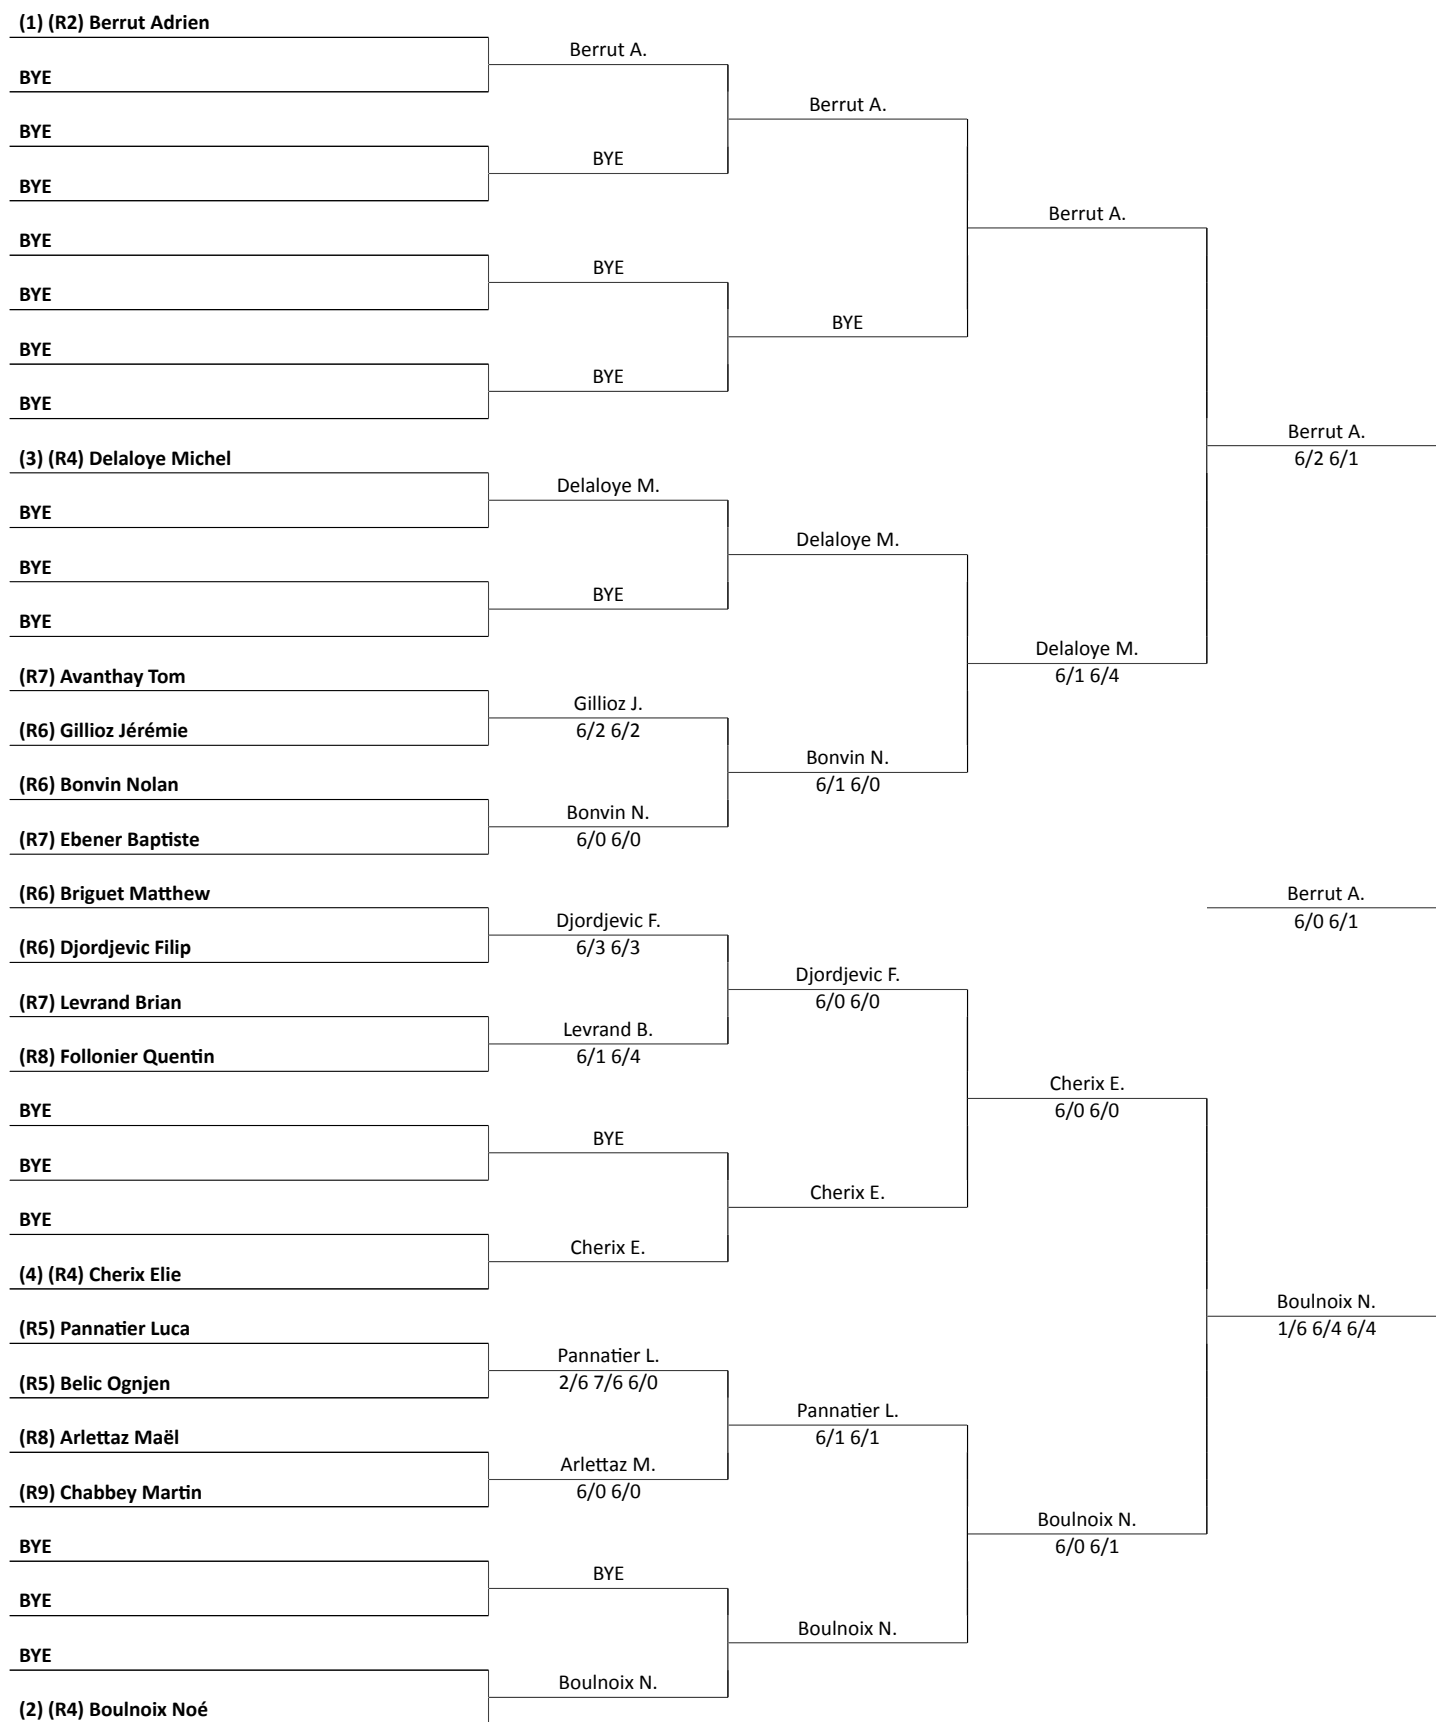 (1) (R2) Berrut Adrien
BYE
BYE
BYE
BYE
BYE
BYE
BYE
(3) (R4) Delaloye Michel
BYE
BYE
BYE
(R7) Avanthay Tom
(R6) Gillioz Jérémie
(R6) Bonvin Nolan
(R7) Ebener Baptiste
(R6) Briguet Matthew
(R6) Djordjevic Filip
(R7) Levrand Brian
(R8) Follonier Quentin
BYE
BYE
BYE
(4) (R4) Cherix Elie
(R5) Pannatier Luca
(R5) Belic Ognjen
(R8) Arlettaz Maël
(R9) Chabbey Martin
BYE
BYE
BYE
(2) (R4) Boulnoix Noé
Berrut A.
BYE
BYE
BYE
Delaloye M.
BYE
Gillioz J.
6/2 6/2
Bonvin N.
6/0 6/0
Djordjevic F.
6/3 6/3
Levrand B.
6/1 6/4
BYE
Cherix E.
Pannatier L.
2/6 7/6 6/0
Arlettaz M.
6/0 6/0
BYE
Boulnoix N.
Berrut A.
BYE
Delaloye M.
Bonvin N.
6/1 6/0
Djordjevic F.
6/0 6/0
Cherix E.
Pannatier L.
6/1 6/1
Boulnoix N.
Berrut A.
Delaloye M.
6/1 6/4
Cherix E.
6/0 6/0
Boulnoix N.
6/0 6/1
Berrut A.
6/2 6/1
Berrut A.
6/0 6/1
Boulnoix N.
1/6 6/4 6/4